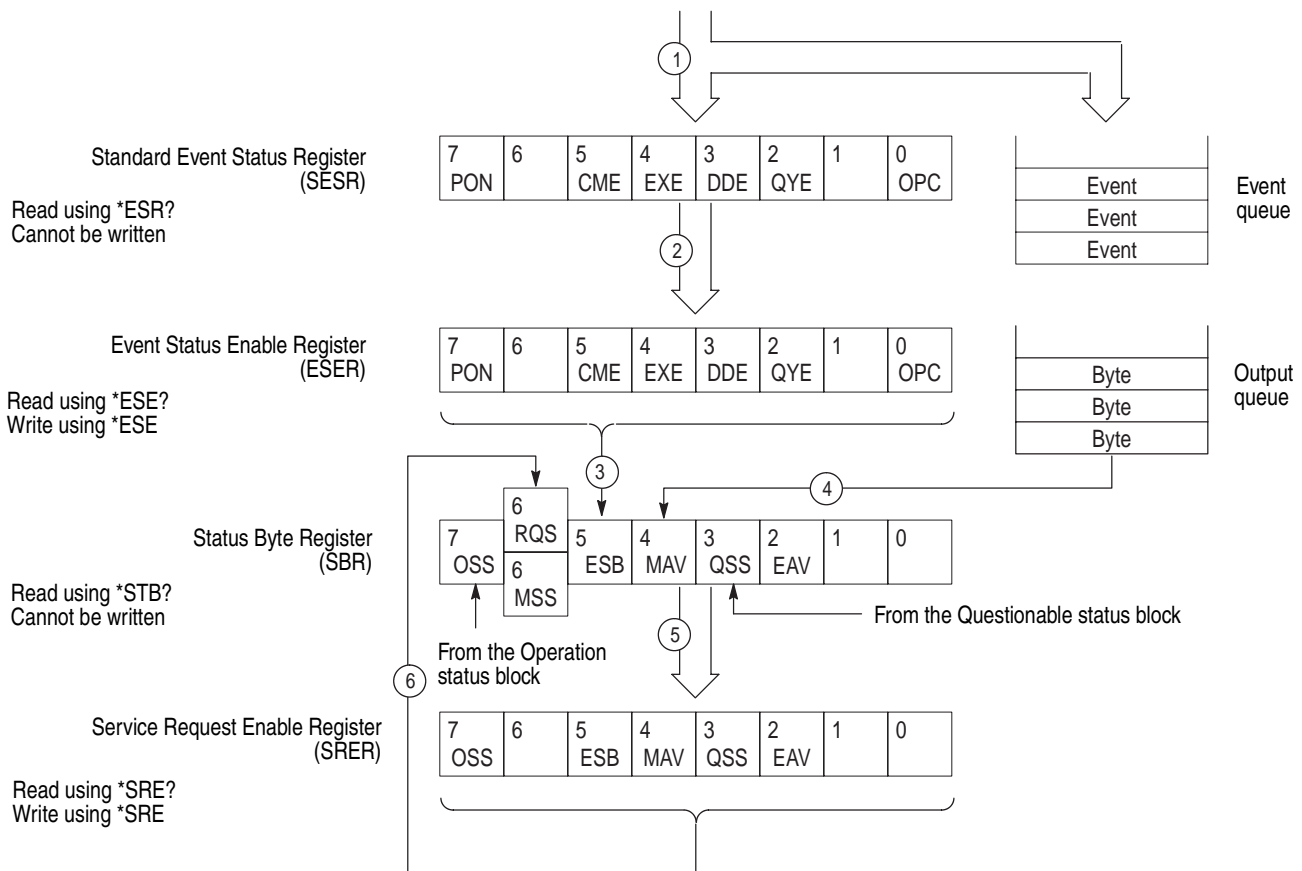 1
Standard Event Status Register
(SESR)
Read using *ESR?
Cannot be written
7 6 5 4 3 2 1 0
PON CME EXE DDE QYE OPC
Event
Event
Event
Event
queue
2
Event Status Enable Register
(ESER)
Read using *ESE?
Write using *ESE
7 6 5 4 3 2 1 0
PON CME EXE DDE QYE OPC
Byte
Byte
Byte
Output
queue
3
4
Status Byte Register
(SBR)
Read using *STB?
Cannot be written
6
RQS
7 5 4 3 2 1 0
OSS ESB MAV QSS EAV
6
MSS
From the Operation
status block
5
From the Questionable status block
6
Service Request Enable Register
(SRER)
Read using *SRE?
Write using *SRE
7 6 5 4 3 2 1 0
OSS ESB MAV QSS EAV